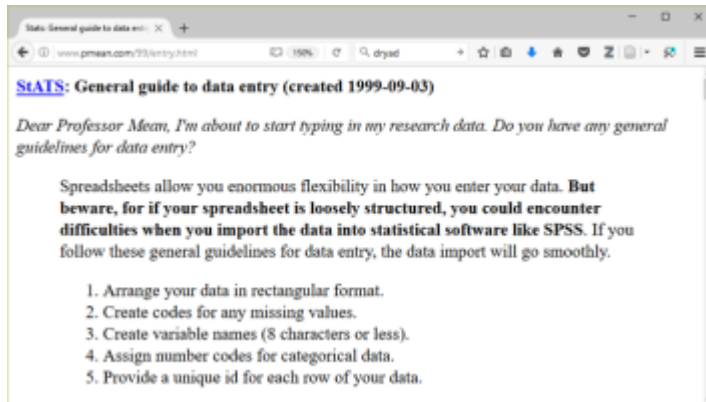 Stats: General guide to data entr
www.pmean.com/99/entry.html
150%
dryad
StATS: General guide to data entry (created 1999-09-03)
Dear Professor Mean, I'm about to start typing in my research data. Do you have any general
guidelines for data entry?
Spreadsheets allow you enormous flexibility in how you enter your data. But
beware, for if your spreadsheet is loosely structured, you could encounter
difficulties when you import the data into statistical software like SPSS. If you
follow these general guidelines for data entry, the data import will go smoothly.
1. Arrange your data in rectangular format.
2. Create codes for any missing values.
3. Create variable names (8 characters or less).
4. Assign number codes for categorical data.
5. Provide a unique id for each row of your data.